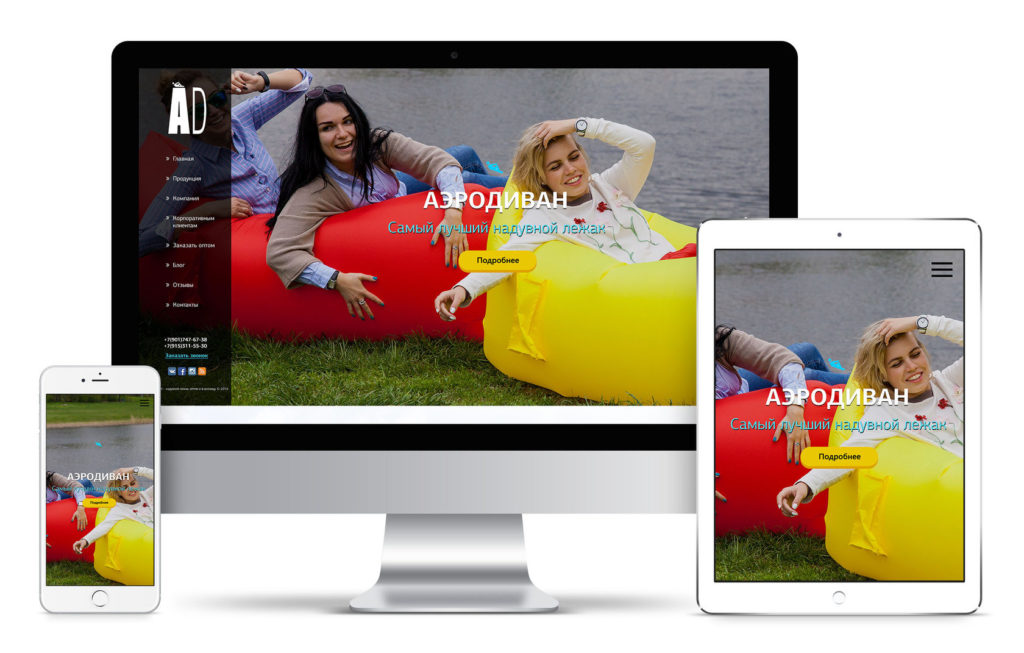 AD
» Главная
» Продукция
» Компания
» Корпоративным
клиентам
» Заказать оптом
» Блог
» Отзывы
» Контакты
+7(901)747-67-38
+7(915)311-55-30
Заказать звонок
АЭРОДИВАН
Самый лучший надувной лежак
Подробнее
АЭРОДИВАН
Самый лучший надувной лежак
Подробнее
АЭРОДИВАН
Самый лучший надувной лежак
Подробнее